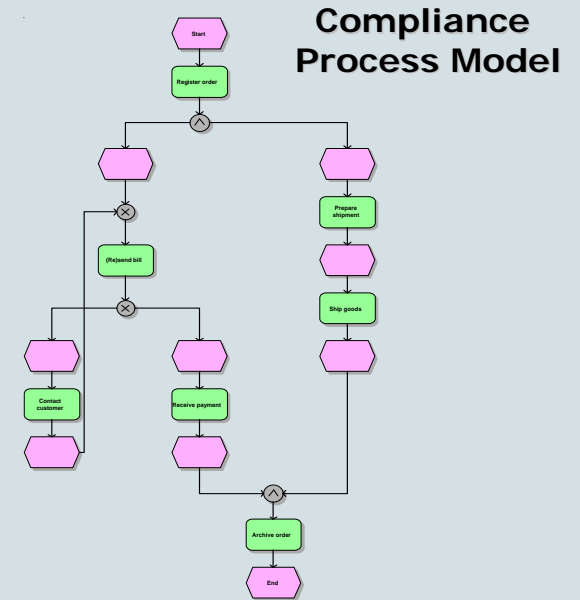 Compliance
Process Model
Start
Register order
Prepare
shipment
(Re)send bill
Ship goods
Contact
customer
Receive payment
Archive order
End